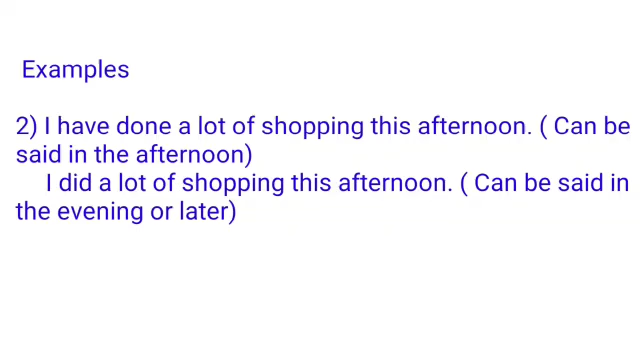 Examples
2) I have done a lot of shopping this afternoon. ( Can be
said in the afternoon)
I did a lot of shopping this afternoon. ( Can be said in
the evening or later)